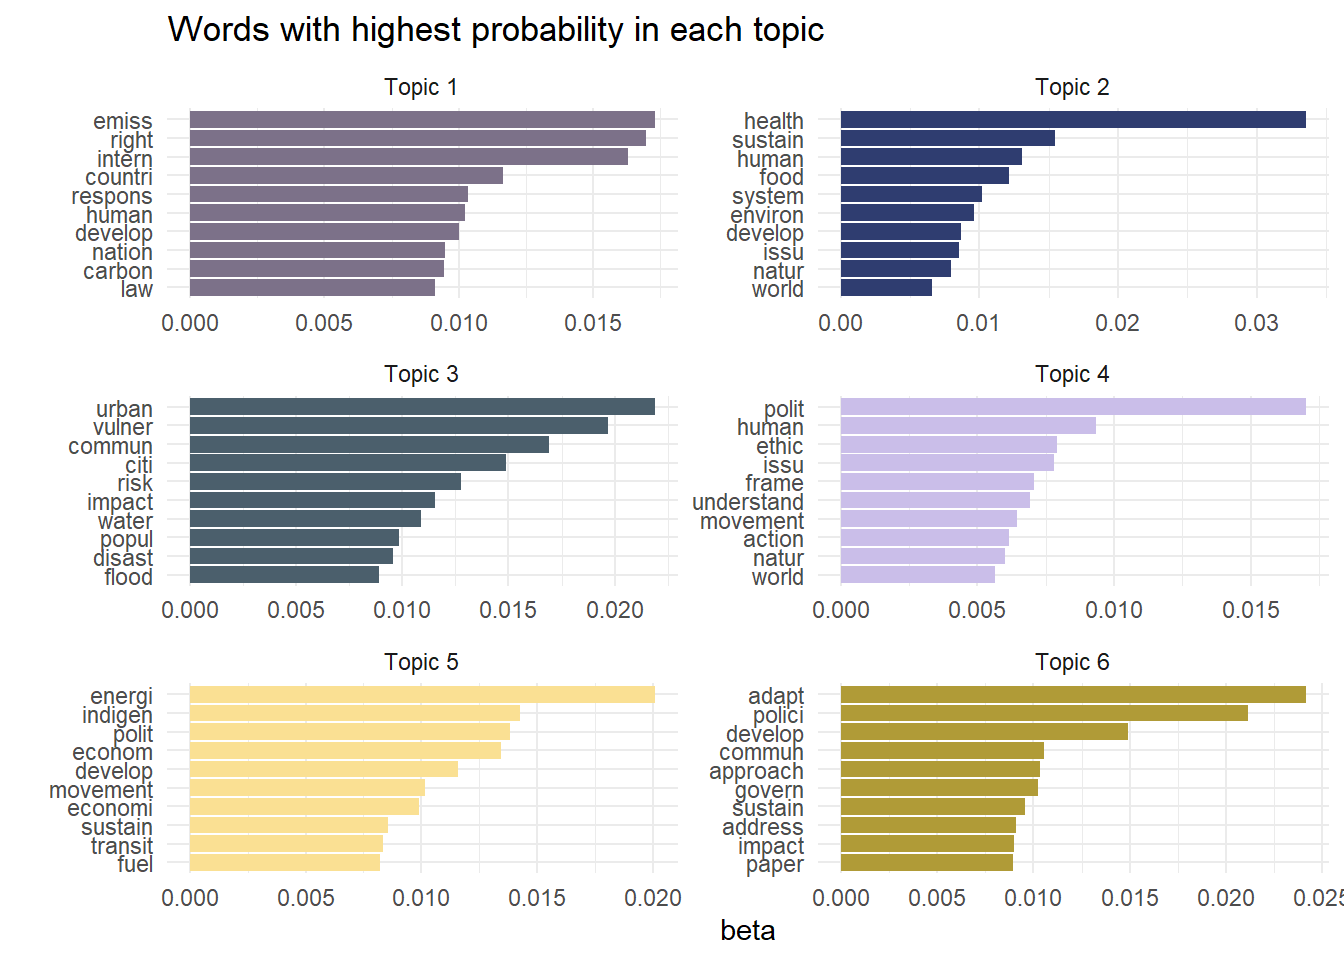 Words with highest probability in each topic
Topic 1
emiss
right
intern
countri
respons
human
develop
nation
carbon
law
0.000 0.005 0.010 0.015
Topic 2
health
sustain
human
food
system
environ
develop
issu
natur
world
0.00 0.01 0.02 0.03
Topic 3
urban
vulner
commun
citi
risk
impact
water
popul
disast
flood
0.000 0.005 0.010 0.015 0.020
Topic 4
polit
human
ethic
issu
frame
understand
movement
action
natur
world
0.000 0.005 0.010 0.015
Topic 5
energi
indigen
polit
econom
develop
movement
economi
sustain
transit
fuel
0.000 0.005 0.010 0.015 0.020
Topic 6
adapt
polici
develop
commun
approach
govern
sustain
address
impact
paper
0.000 0.005 0.010 0.015 0.020 0.025
beta